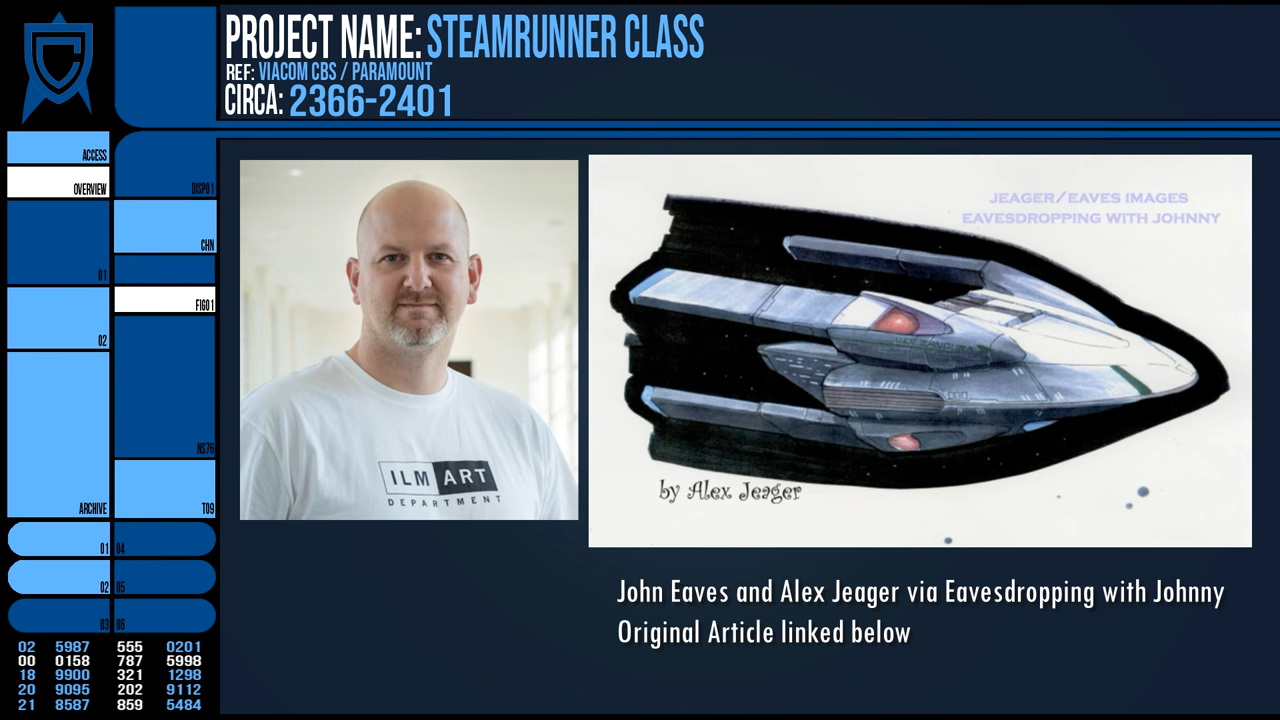 PROJECT NAME: STEAMRUNNER CLASS
REF: VIACOM CBS / PARAMOUNT
CIRCA: 2366-2401
ACCESS
OVERVIEW
01
02
ARCHIVE
01
02
03
DISP01
CHN
FIG01
NS76
T09
04
05
06
02 5987 555 0201
00 0158 787 5998
18 9900 321 1298
20 9095 202 9112
21 8587 859 5484
ILM ART
DEPARTMENT
JEAGER/EAVES IMAGES
EAVESDROPPING WITH JOHNNY
by Alex Jeager
John Eaves and Alex Jeager via Eavesdropping with Johnny
Original Article linked below